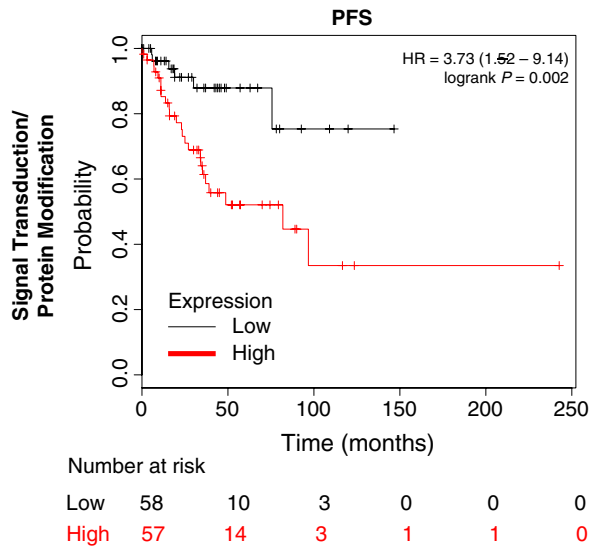 PFS
HR = 3.73 (1.52 – 9.14)
logrank P = 0.002
Signal Transduction/
Protein Modification
Probability
1.0
0.8
0.6
0.4
0.2
0.0
Expression
Low
High
0 50 100 150 200 250
Time (months)
Number at risk
Low 58 10 3 0 0 0
High 57 14 3 1 1 0